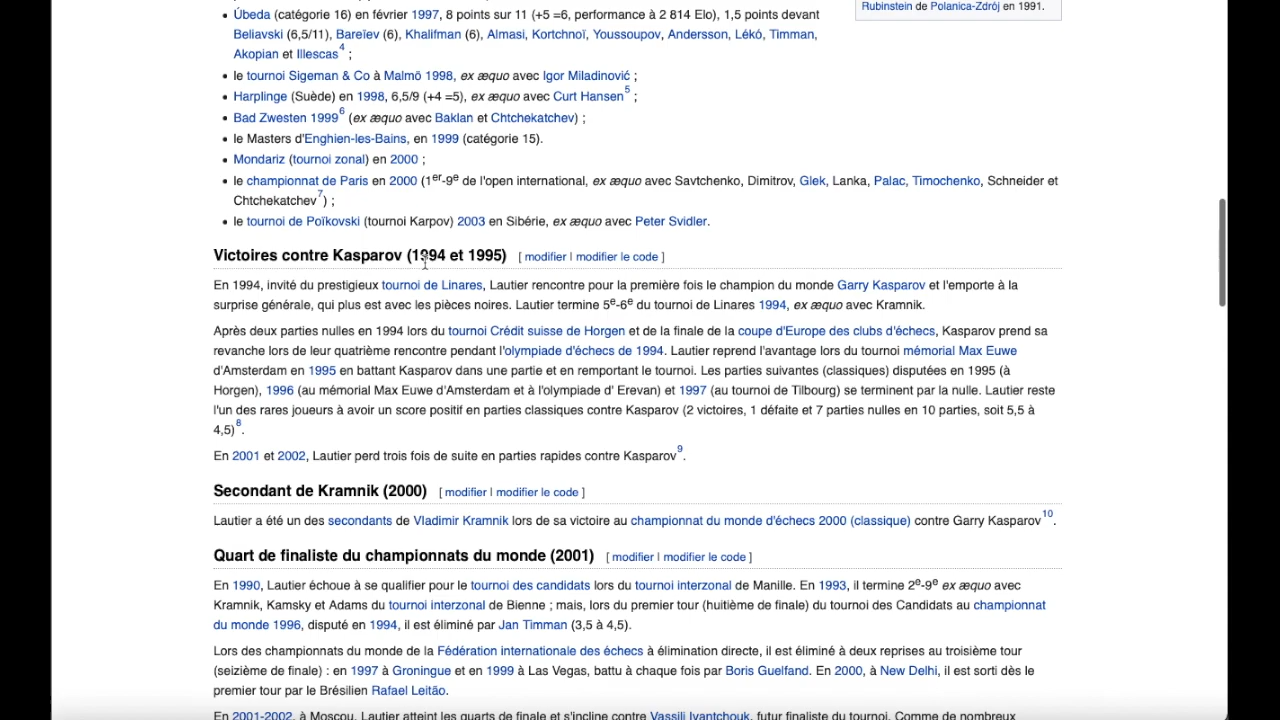 Rubinstein de Polanica-Zdrój en 1991.
Úbeda (catégorie 16) en février 1997, 8 points sur 11 (+5 =6, performance à 2 814 Elo), 1,5 points devant
Beliavski (6,5/11), Bareïev (6), Khalifman (6), Almasi, Kortchnoï, Youssoupov, Andersson, Lékó, Timman,
Akopian et Illescas4 ;
le tournoi Sigeman & Co à Malmö 1998, ex æquo avec Igor Miladinović ;
Harplinge (Suède) en 1998, 6,5/9 (+4 =5), ex æquo avec Curt Hansen5 ;
Bad Zwesten 19996 (ex æquo avec Baklan et Chtchekatchev) ;
le Masters d'Enghien-les-Bains, en 1999 (catégorie 15).
Mondariz (tournoi zonal) en 2000 ;
le championnat de Paris en 2000 (1er-9e de l'open international, ex æquo avec Savtchenko, Dimitrov, Glek, Lanka, Palac, Timochenko, Schneider et
Chtchekatchev7) ;
le tournoi de Poïkovski (tournoi Karpov) 2003 en Sibérie, ex æquo avec Peter Svidler.
Victoires contre Kasparov (1994 et 1995) [ modifier | modifier le code ]
En 1994, invité du prestigieux tournoi de Linares, Lautier rencontre pour la première fois le champion du monde Garry Kasparov et l'emporte à la
surprise générale, qui plus est avec les pièces noires. Lautier termine 5e-6e du tournoi de Linares 1994, ex æquo avec Kramnik.
Après deux parties nulles en 1994 lors du tournoi Crédit suisse de Horgen et de la finale de la coupe d'Europe des clubs d'échecs, Kasparov prend sa
revanche lors de leur quatrième rencontre pendant l'olympiade d'échecs de 1994. Lautier reprend l'avantage lors du tournoi mémorial Max Euwe
d'Amsterdam en 1995 en battant Kasparov dans une partie et en remportant le tournoi. Les parties suivantes (classiques) disputées en 1995 (à
Horgen), 1996 (au mémorial Max Euwe d'Amsterdam et à l'olympiade d' Erevan) et 1997 (au tournoi de Tilbourg) se terminent par la nulle. Lautier reste
l'un des rares joueurs à avoir un score positif en parties classiques contre Kasparov (2 victoires, 1 défaite et 7 parties nulles en 10 parties, soit 5,5 à
4,5)8.
En 2001 et 2002, Lautier perd trois fois de suite en parties rapides contre Kasparov9.
Secondant de Kramnik (2000) [ modifier | modifier le code ]
Lautier a été un des secondants de Vladimir Kramnik lors de sa victoire au championnat du monde d'échecs 2000 (classique) contre Garry Kasparov10.
Quart de finaliste du championnats du monde (2001) [ modifier | modifier le code ]
En 1990, Lautier échoue à se qualifier pour le tournoi des candidats lors du tournoi interzonal de Manille. En 1993, il termine 2e-9e ex æquo avec
Kramnik, Kamsky et Adams du tournoi interzonal de Bienne ; mais, lors du premier tour (huitième de finale) du tournoi des Candidats au championnat
du monde 1996, disputé en 1994, il est éliminé par Jan Timman (3,5 à 4,5).
Lors des championnats du monde de la Fédération internationale des échecs à élimination directe, il est éliminé à deux reprises au troisième tour
(seizième de finale) : en 1997 à Groningue et en 1999 à Las Vegas, battu à chaque fois par Boris Guelfand. En 2000, à New Delhi, il est sorti dès le
premier tour par le Brésilien Rafael Leitão.
En 2001-2002, à Moscou, Lautier atteint les quarts de finale et s'incline contre Vassili Ivantchouk, futur finaliste du tournoi. Comme de nombreux